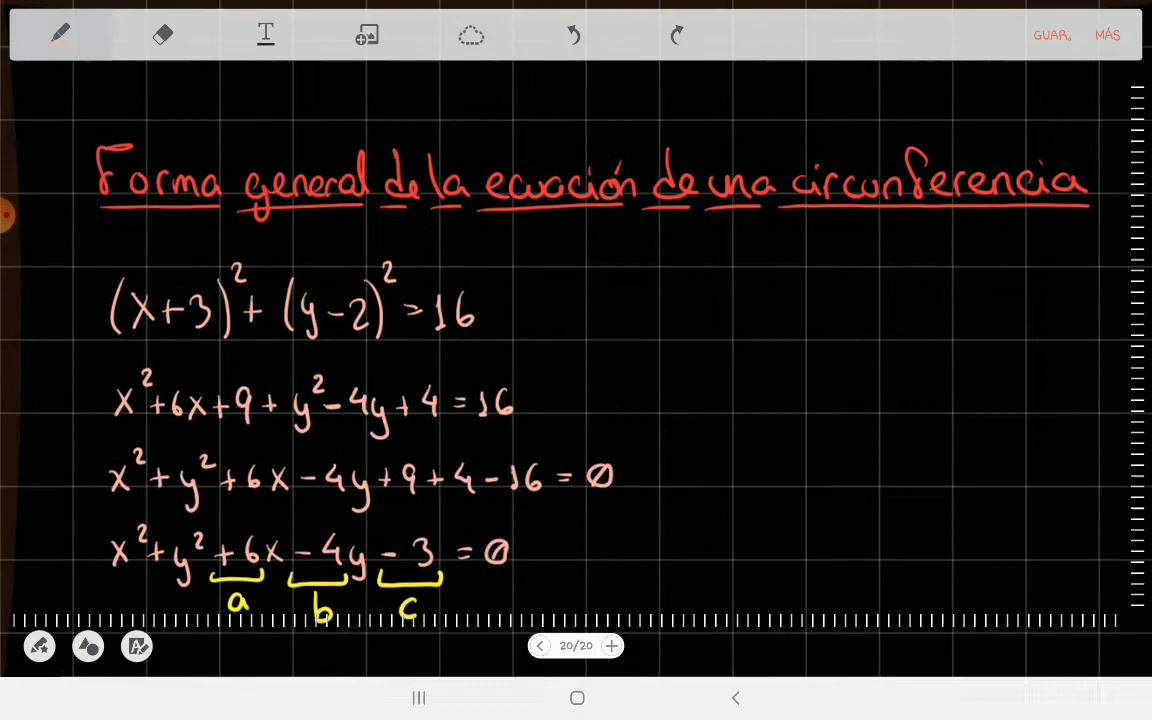 T GUAR. MÁS
Forma general de la ecuación de una circunferencia
(x+3)²+(y-2)²=16
x²+6x+9+y²-4y+4=16
x²+y²+6x-4y+9+4-16=0
x²+y²+6x-4y-3=0
a b c
A
20/20